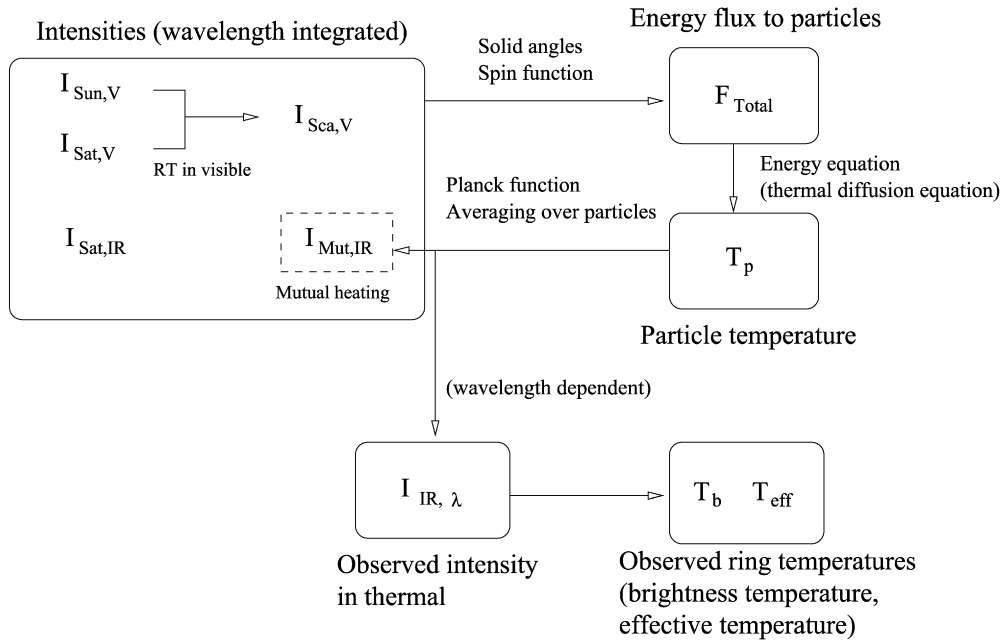 Intensities (wavelength integrated)
I Sun,V
I Sat,V
RT in visible
I Sca,V
I Sat,IR
I Mut,IR
Mutual heating
Solid angles
Spin function
Energy flux to particles
F Total
Energy equation
(thermal diffusion equation)
Planck function
Averaging over particles
T p
Particle temperature
(wavelength dependent)
I IR, λ
Observed intensity
in thermal
T b T eff
Observed ring temperatures
(brightness temperature,
effective temperature)